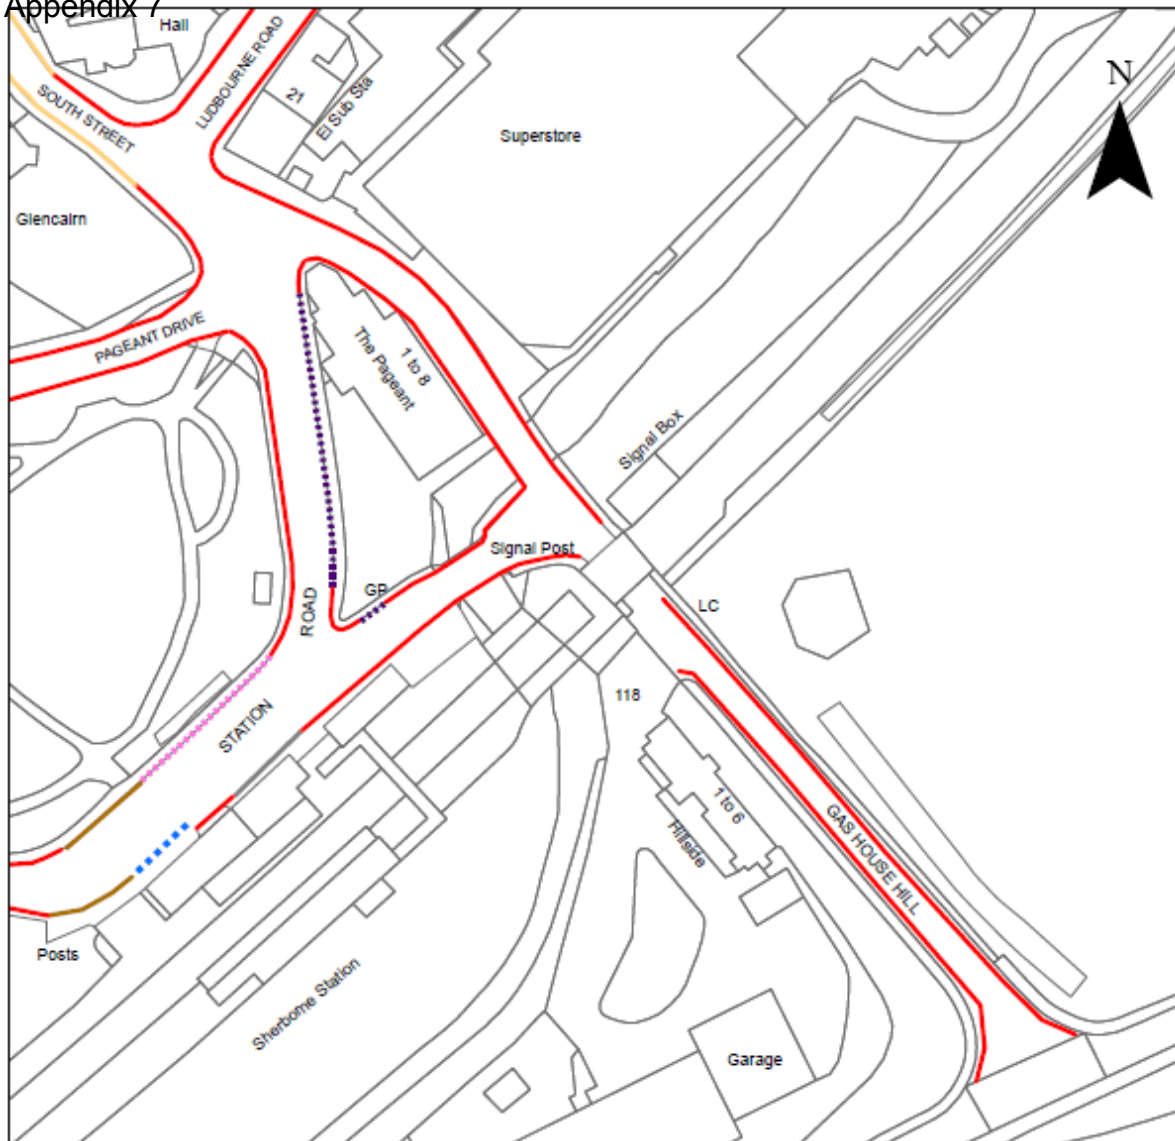 Appendix 7
Hall
LUDBOURNE ROAD
SOUTH STREET
21
El Sub Sta
Superstore
N
Glencairn
PAGEANT DRIVE
1 to 8
The Pageant
Signal Box
Signal Post
GP
ROAD
LC
118
STATION
1 to 6
Hillside
GAS HOUSE HILL
Posts
Sherborne Station
Garage